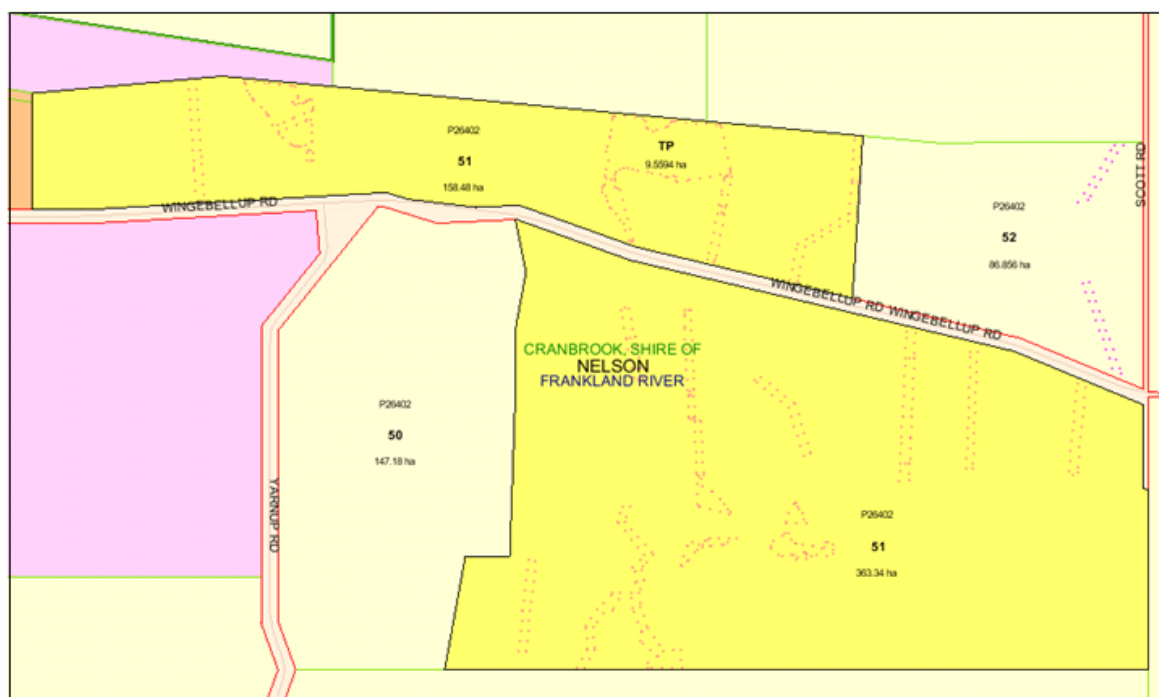 P26402
51
158.48 ha
TP
9.5594 ha
SCOTT RD
WINGEBELLUP RD
P26402
52
86.856 ha
WINGEBELLUP RD WINGEBELLUP RD
CRANBROOK, SHIRE OF
NELSON
FRANKLAND RIVER
P26402
50
147.18 ha
YARNUP RD
P26402
51
363.34 ha